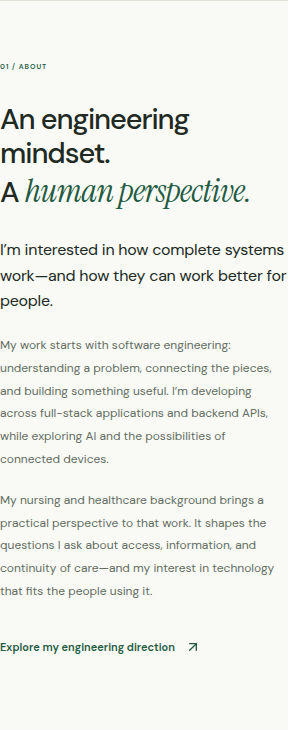 01 / ABOUT
An engineering
mindset.
A human perspective.
I'm interested in how complete systems
work—and how they can work better for
people.
My work starts with software engineering:
understanding a problem, connecting the pieces,
and building something useful. I'm developing
across full-stack applications and backend APIs,
while exploring AI and the possibilities of
connected devices.
My nursing and healthcare background brings a
practical perspective to that work. It shapes the
questions I ask about access, information, and
continuity of care—and my interest in technology
that fits the people using it.
Explore my engineering direction